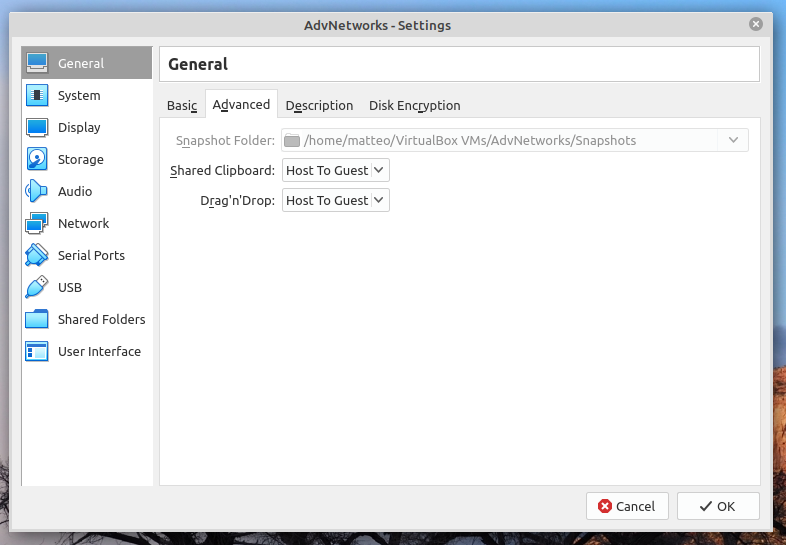 AdvNetworks - Settings
General
System
Display
Storage
Audio
Network
Serial Ports
USB
Shared Folders
User Interface
General
Basic Advanced Description Disk Encryption
Snapshot Folder: /home/matteo/VirtualBox VMs/AdvNetworks/Snapshots
Shared Clipboard: Host To Guest
Drag'n'Drop: Host To Guest
Cancel OK